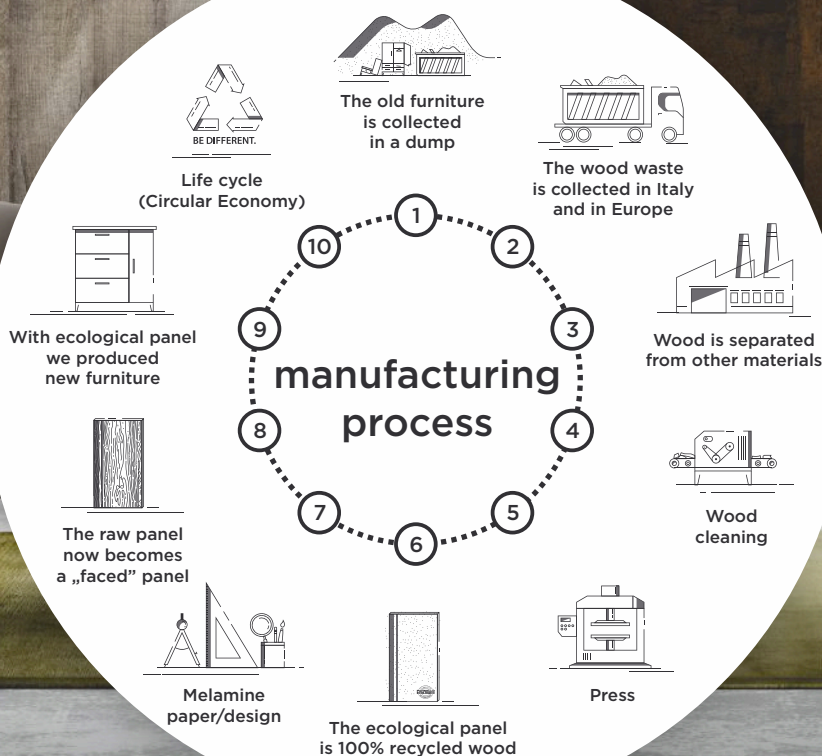 The old furniture
is collected
in a dump
The wood waste
is collected in Italy
and in Europe
Wood is separated
from other materials
Wood
cleaning
Press
The ecological panel
is 100% recycled wood
Melamine
paper/design
The raw panel
now becomes
a „faced” panel
With ecological panel
we produced
new furniture
BE DIFFERENT.
Life cycle
(Circular Economy)
1
2
3
4
5
6
7
8
9
10
manufacturing
process